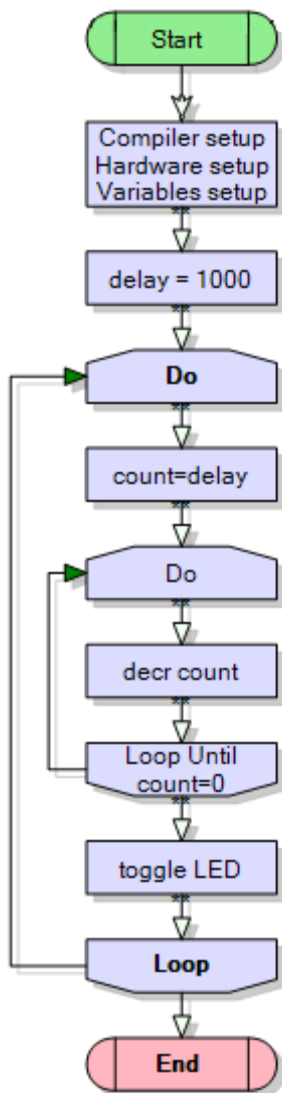 Start
Compiler setup
Hardware setup
Variables setup
delay = 1000
Do
count=delay
Do
decr count
Loop Until
count=0
toggle LED
Loop
End